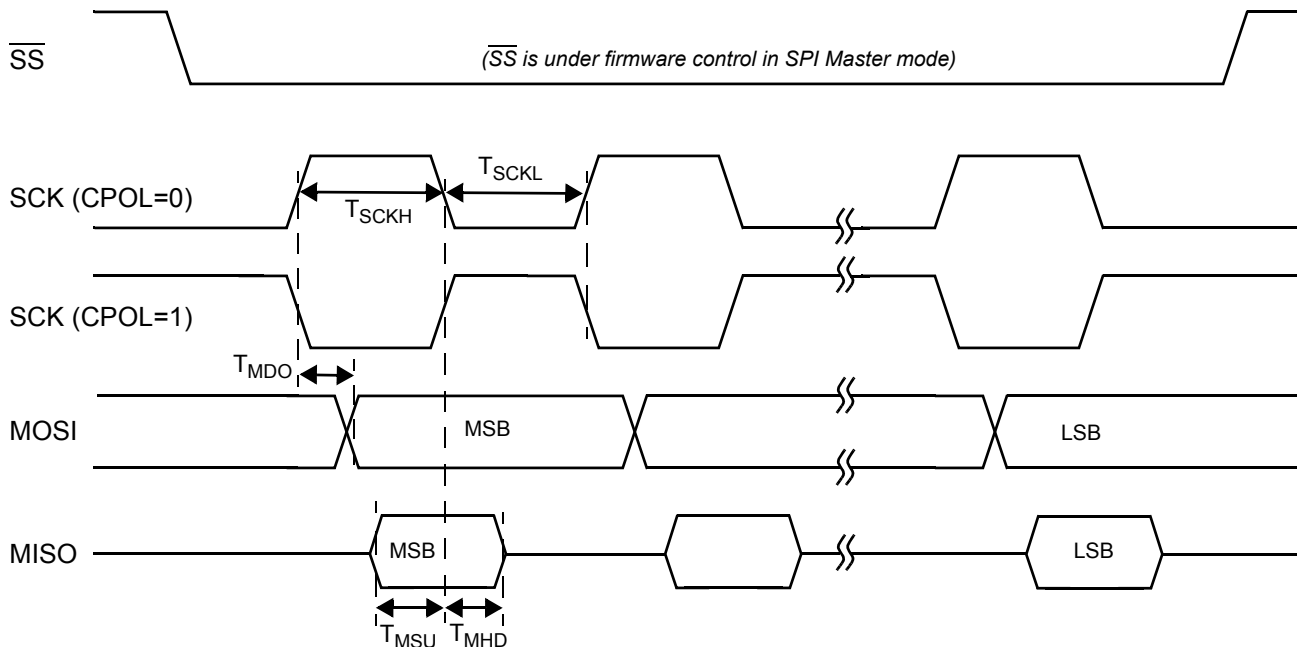 SS
(SS is under firmware control in SPI Master mode)
SCK (CPOL=0)
TSCKH
TSCKL
SCK (CPOL=1)
TMDO
MOSI
MSB
LSB
MISO
MSB
LSB
TMSU
TMHD